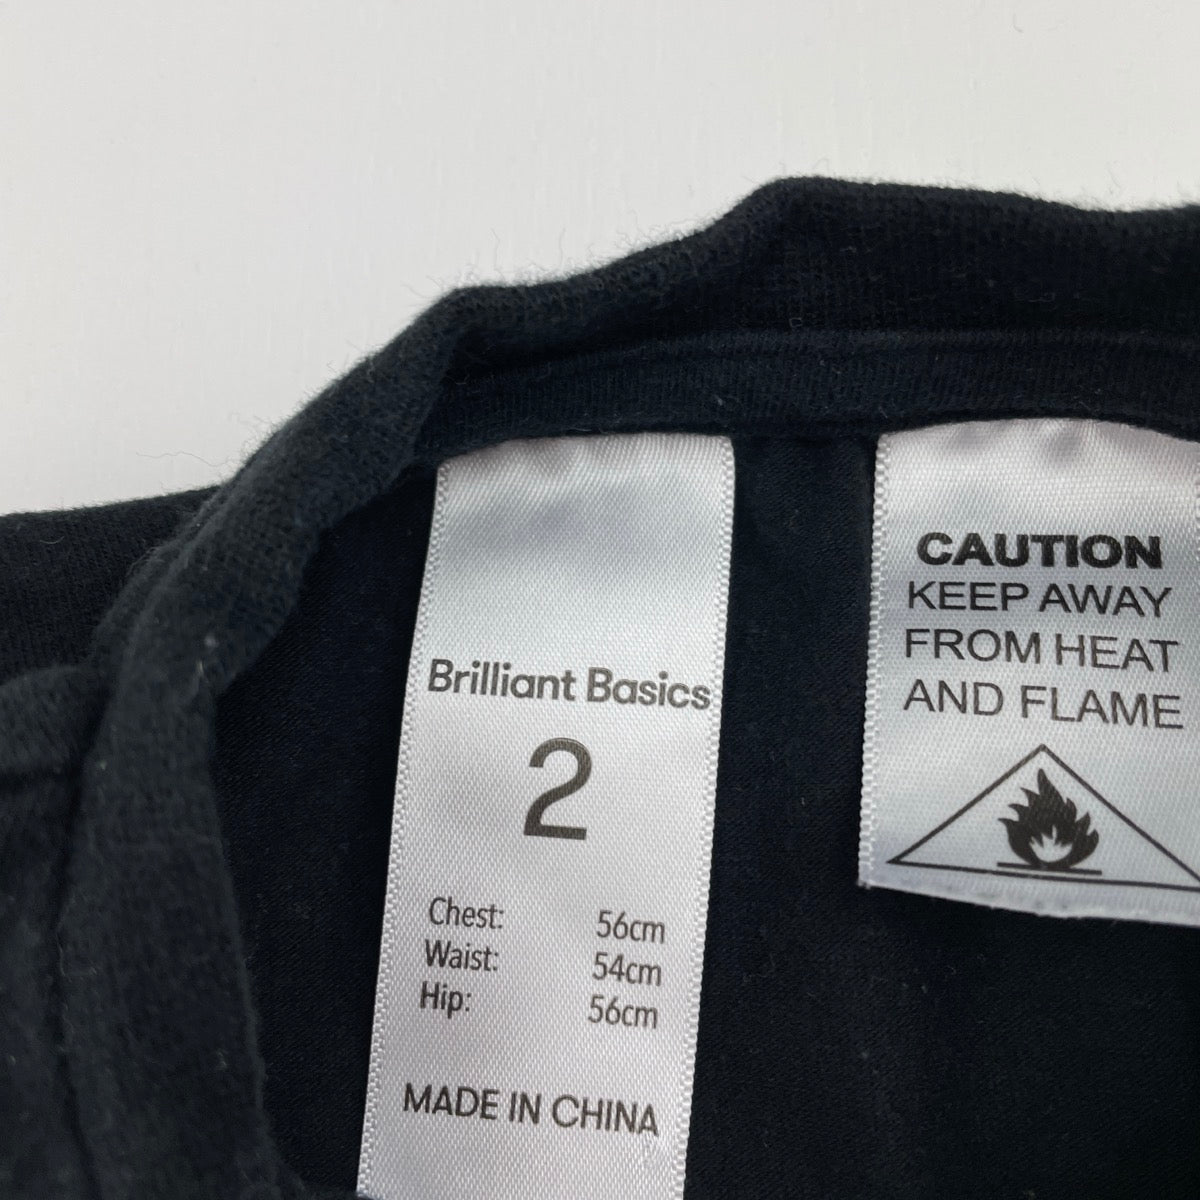 Brilliant Basics
2
Chest: 56cm
Waist: 54cm
Hip: 56cm
MADE IN CHINA
CAUTION
KEEP AWAY
FROM HEAT
AND FLAME